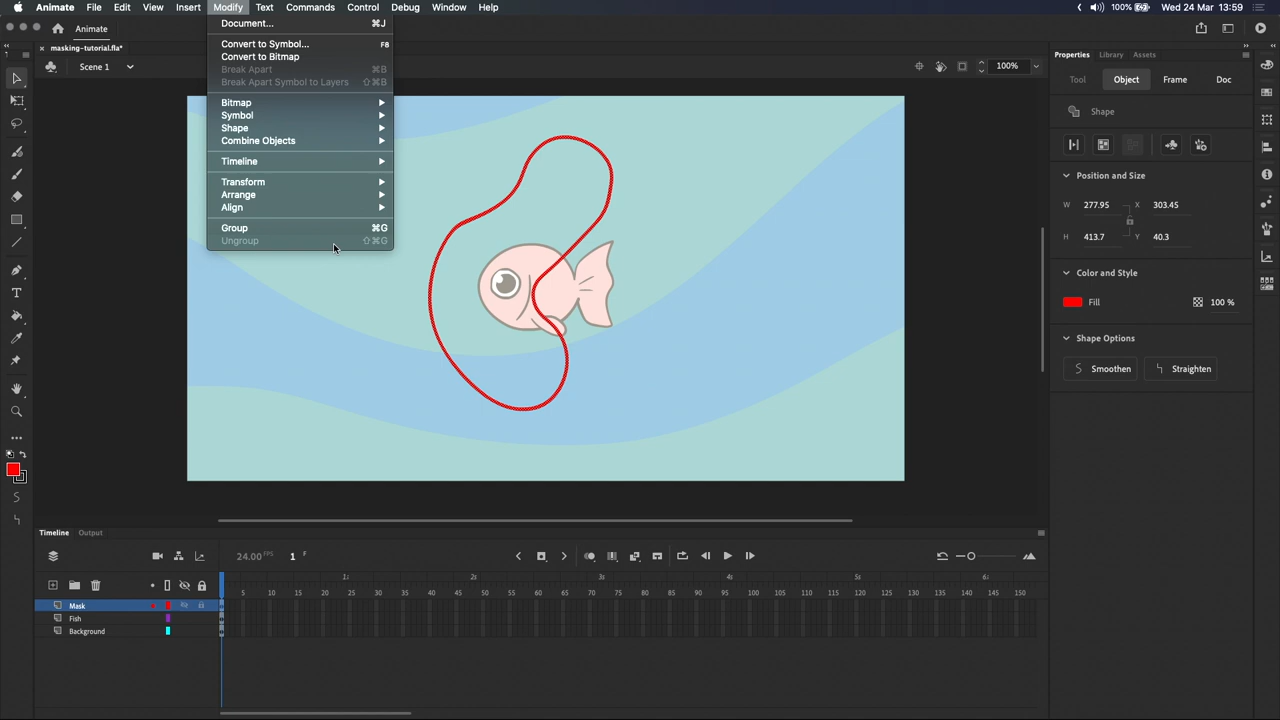 Animate File Edit View Insert Modify Text Commands Control Debug Window Help 100% Wed 24 Mar 13:59
Animate
masking-tutorial.fla*
Scene 1
100%
Document... ⌘J
Convert to Symbol... F8
Convert to Bitmap
Break Apart ⌘B
Break Apart Symbol to Layers ⇧⌘B
Bitmap
Symbol
Shape
Combine Objects
Timeline
Transform
Arrange
Align
Group ⌘G
Ungroup ⇧⌘G
Properties Library Assets
Tool Object Frame Doc
Shape
Position and Size
W 277.95 X 303.45
H 413.7 Y 40.3
Color and Style
Fill 100 %
Shape Options
Smoothen Straighten
Timeline Output
24.00 FPS 1 F
1s 2s 3s 4s 5s 6s
5 10 15 20 25 30 35 40 45 50 55 60 65 70 75 80 85 90 95 100 105 110 115 120 125 130 135 140 145 150
Mask
Fish
Background